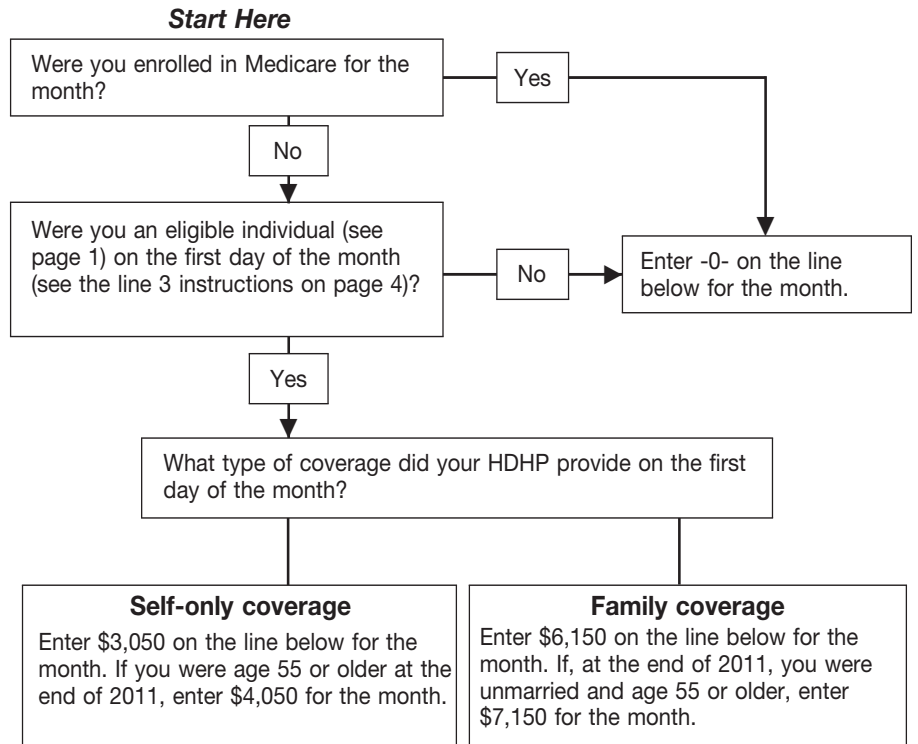 Start Here
Were you enrolled in Medicare for the
month?
Yes
No
Were you an eligible individual (see
page 1) on the first day of the month
(see the line 3 instructions on page 4)?
No
Enter -0- on the line
below for the month.
Yes
What type of coverage did your HDHP provide on the first
day of the month?
Self-only coverage
Enter $3,050 on the line below for the
month. If you were age 55 or older at the
end of 2011, enter $4,050 for the month.
Family coverage
Enter $6,150 on the line below for the
month. If, at the end of 2011, you were
unmarried and age 55 or older, enter
$7,150 for the month.